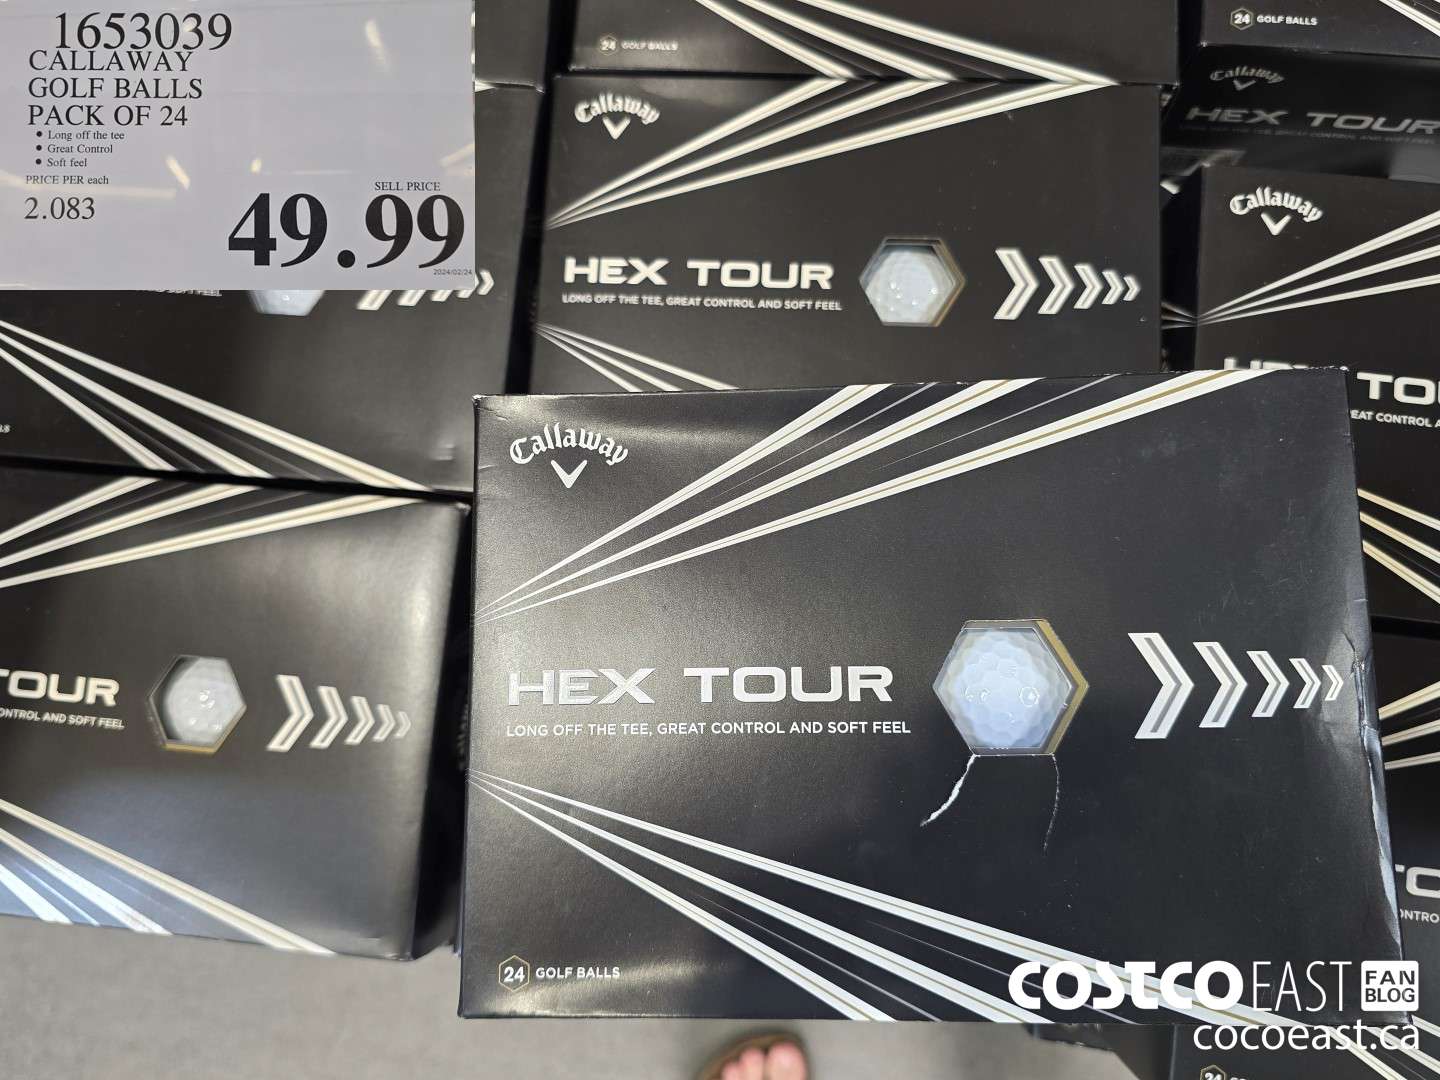 1653039
CALLAWAY
GOLF BALLS
PACK OF 24
• Long off the tee
• Great Control
• Soft feel
PRICE PER each
2.083
SELL PRICE
49.99
2024/02/24
24 GOLF BALLS
24 GOLF BALLS
Callaway
HEX TOUR
LONG OFF THE TEE, GREAT CONTROL AND SOFT FEEL
Callaway
HEX TOUR
Callaway
HEX TOUR
LONG OFF THE TEE, GREAT CONTROL AND SOFT FEEL
24 GOLF BALLS
Callaway
TOUR
CONTROL AND SOFT FEEL
COSTCO EAST FAN BLOG
cocoeast.ca
24